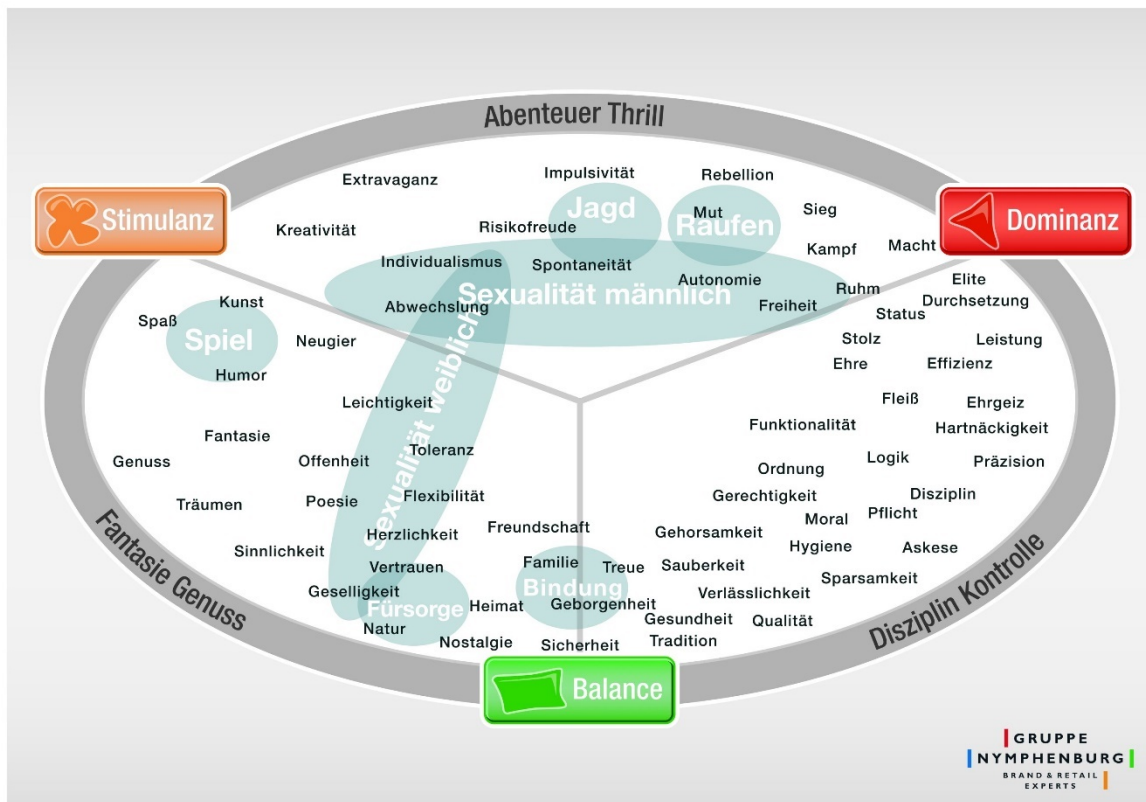 Abenteuer Thrill
Extravaganz
Impulsivität
Rebellion
Stimulanz
Jagd
Mut
Raufen
Sieg
Dominanz
Kreativität
Risikofreude
Kampf
Macht
Individualismus
Spontaneität
Autonomie
Sexualität männlich
Ruhm
Elite
Abwechslung
Freiheit
Status
Durchsetzung
Kunst
Spaß
Spiel
Neugier
Humor
Stolz
Leistung
Ehre
Effizienz
Leichtigkeit
Sexualität weiblich
Fleiß
Ehrgeiz
Funktionalität
Hartnäckigkeit
Fantasie
Genuss
Offenheit
Toleranz
Ordnung
Logik
Präzision
Träumen
Poesie
Flexibilität
Gerechtigkeit
Disziplin
Moral
Pflicht
Sinnlichkeit
Herzlichkeit
Freundschaft
Gehorsamkeit
Hygiene
Askese
Vertrauen
Familie
Treue
Sauberkeit
Sparsamkeit
Geselligkeit
Fürsorge
Heimat
Bindung
Geborgenheit
Verlässlichkeit
Natur
Nostalgie
Sicherheit
Gesundheit
Tradition
Qualität
Fantasie Genuss
Disziplin Kontrolle
Balance
GRUPPE
NYMPHENBURG
BRAND & RETAIL
EXPERTS